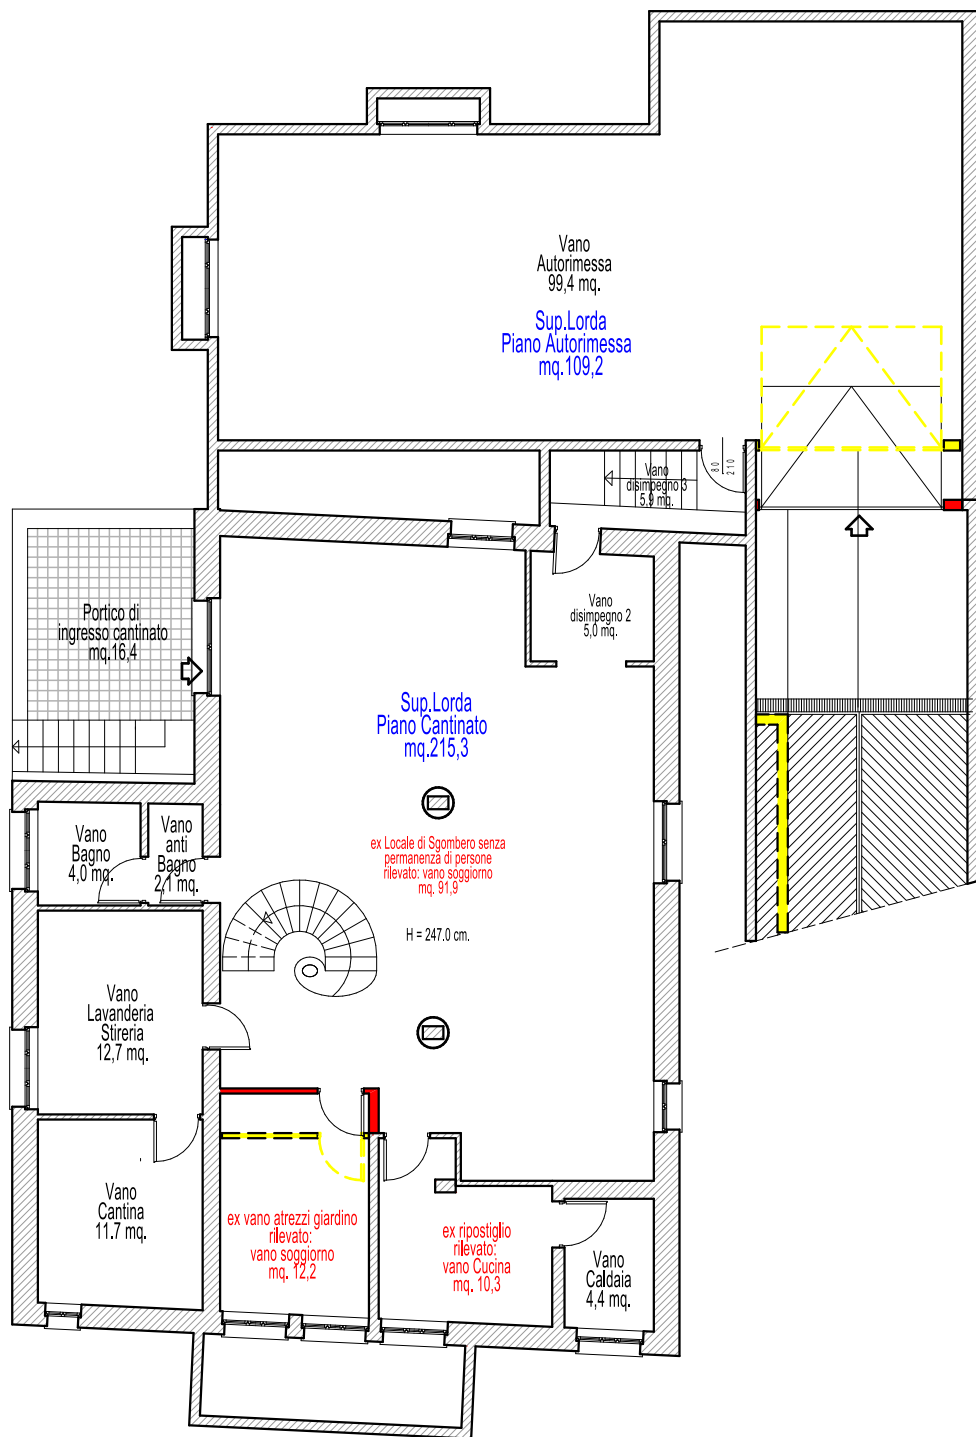 Vano
Autorimessa
99,4 mq.
Sup.Lorda
Piano Autorimessa
mq.109,2
80
210
Vano
disimpegno 3
5.9 mq.
Vano
disimpegno 2
5,0 mq.
Portico di
ingresso cantinato
mq.16,4
Sup.Lorda
Piano Cantinato
mq.215,3
Vano
Bagno
4,0 mq.
Vano
anti
Bagno
2,1 mq.
ex Locale di Sgombero senza
permanenza di persone
rilevato: vano soggiorno
mq. 91,9
H = 247.0 cm.
Vano
Lavanderia
Stireria
12,7 mq.
Vano
Cantina
11.7 mq.
ex vano atrezzi giardino
rilevato:
vano soggiorno
mq. 12,2
ex ripostiglio
rilevato:
vano Cucina
mq. 10,3
Vano
Caldaia
4,4 mq.